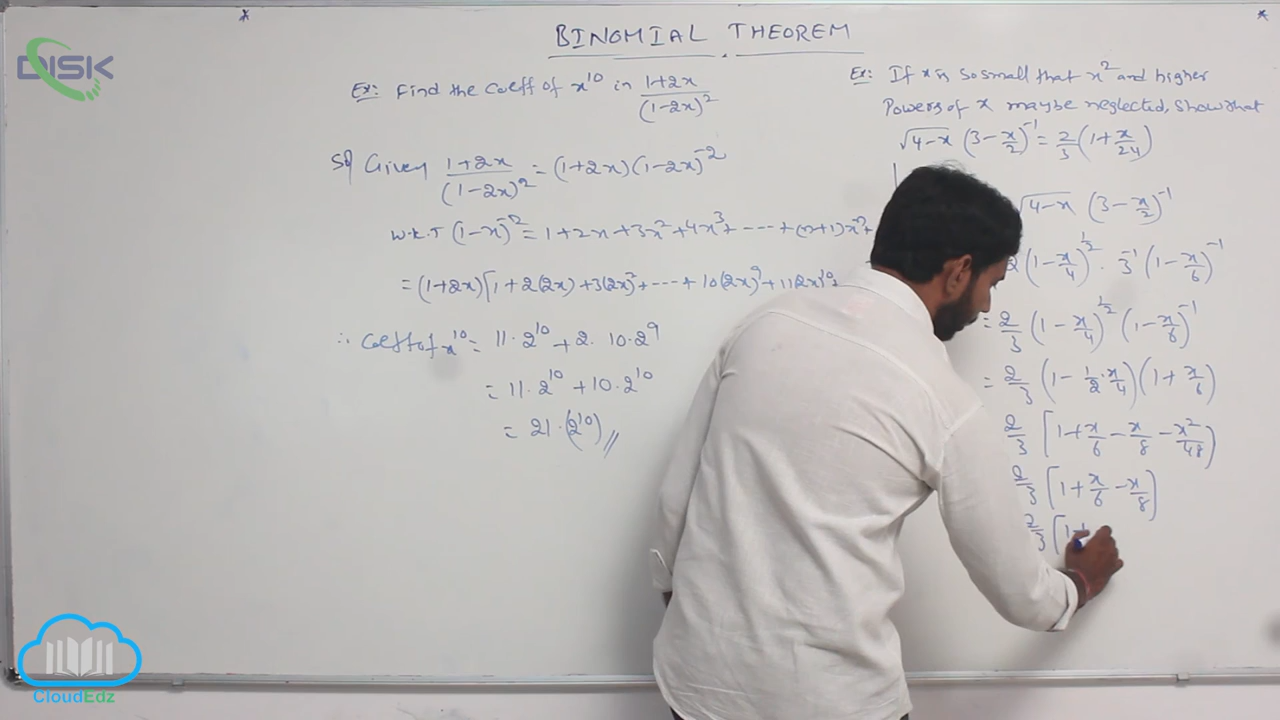 DISK
BINOMIAL THEOREM
Ex: Find the coeff of x^10 in (1+2x)/(1-2x)^2
Sol Given (1+2x)/(1-2x)^2 = (1+2x)(1-2x)^-2
W.K.T (1-x)^-2 = 1+2x+3x^2+4x^3+----+(n+1)x^n+
= (1+2x)[1+2(2x)+3(2x)^2+----+10(2x)^9+11(2x)^10+
∴ Coeff of x^10 = 11.2^10+2.10.2^9
= 11.2^10+10.2^10
= 21.(2^10)//
Ex: If x is so small that x^2 and higher
Powers of x maybe neglected, show that
√4-x (3-x/2)^-1 = 2/3(1+x/24)
√4-x (3-x/2)^-1
2(1-x/4)^1/2 . 3^-1 (1-x/6)^-1
= 2/3 (1-x/4)^1/2 (1-x/6)^-1
= 2/3 (1-1/2.x/4)(1+x/6)
2/3 [1+x/6-x/8-x^2/48]
2/3 [1+x/6-x/8]
2/3 [1+
CloudEdz